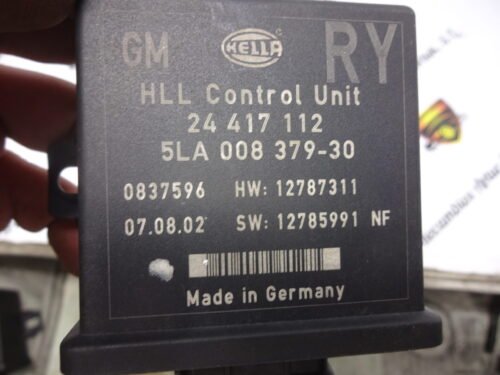 GM HELLA RY
HLL Control Unit
24 417 112
5LA 008 379-30
0837596 HW: 12787311
07.08.02 SW: 12785991 NF
Made in Germany